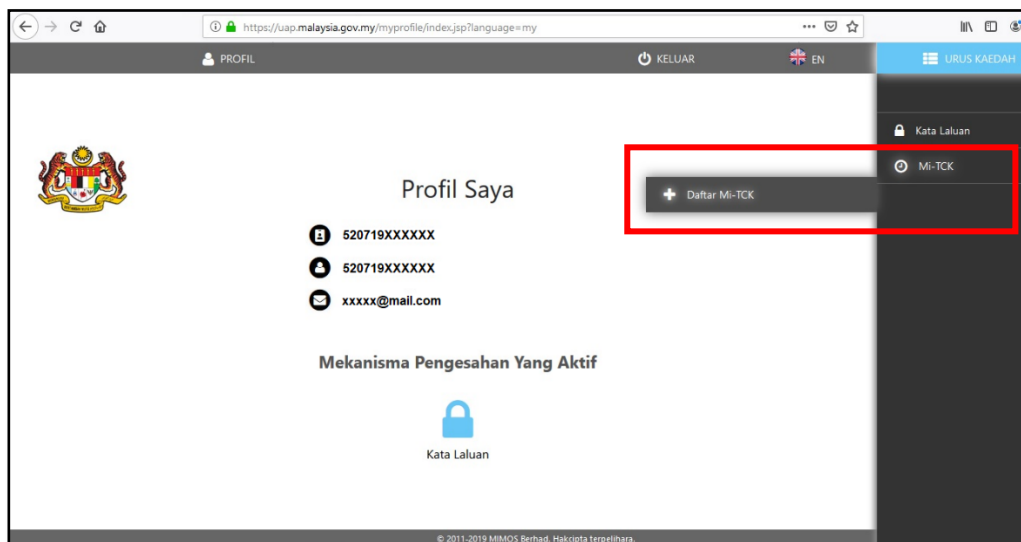 https://uap.malaysia.gov.my/myprofile/index.jsp?language=my
PROFIL
KELUAR
EN
URUS KAEDAH
Kata Laluan
Mi-TCK
Daftar Mi-TCK
Profil Saya
520719XXXXXX
520719XXXXXX
xxxxx@mail.com
Mekanisma Pengesahan Yang Aktif
Kata Laluan
© 2011-2019 MIMOS Berhad. Hakcipta terpelihara.